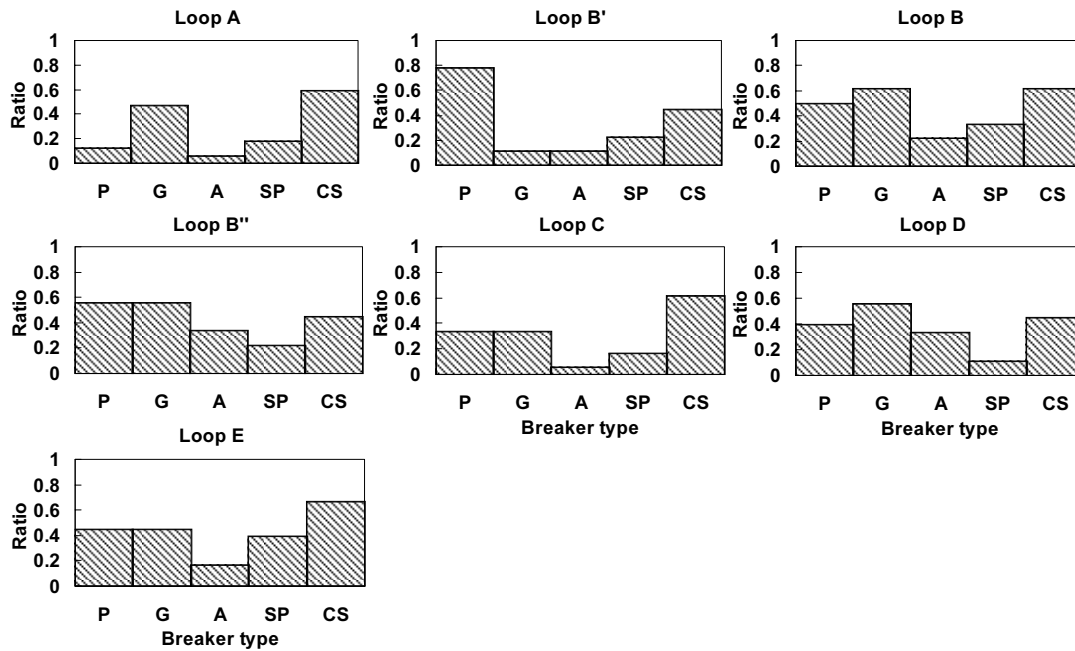 Loop A
Ratio
1
0.8
0.6
0.4
0.2
0
P G A SP CS
Loop B'
Ratio
1
0.8
0.6
0.4
0.2
0
P G A SP CS
Loop B
Ratio
1
0.8
0.6
0.4
0.2
0
P G A SP CS
Loop B"
Ratio
1
0.8
0.6
0.4
0.2
0
P G A SP CS
Loop C
Ratio
1
0.8
0.6
0.4
0.2
0
P G A SP CS
Breaker type
Loop D
Ratio
1
0.8
0.6
0.4
0.2
0
P G A SP CS
Breaker type
Loop E
Ratio
1
0.8
0.6
0.4
0.2
0
P G A SP CS
Breaker type